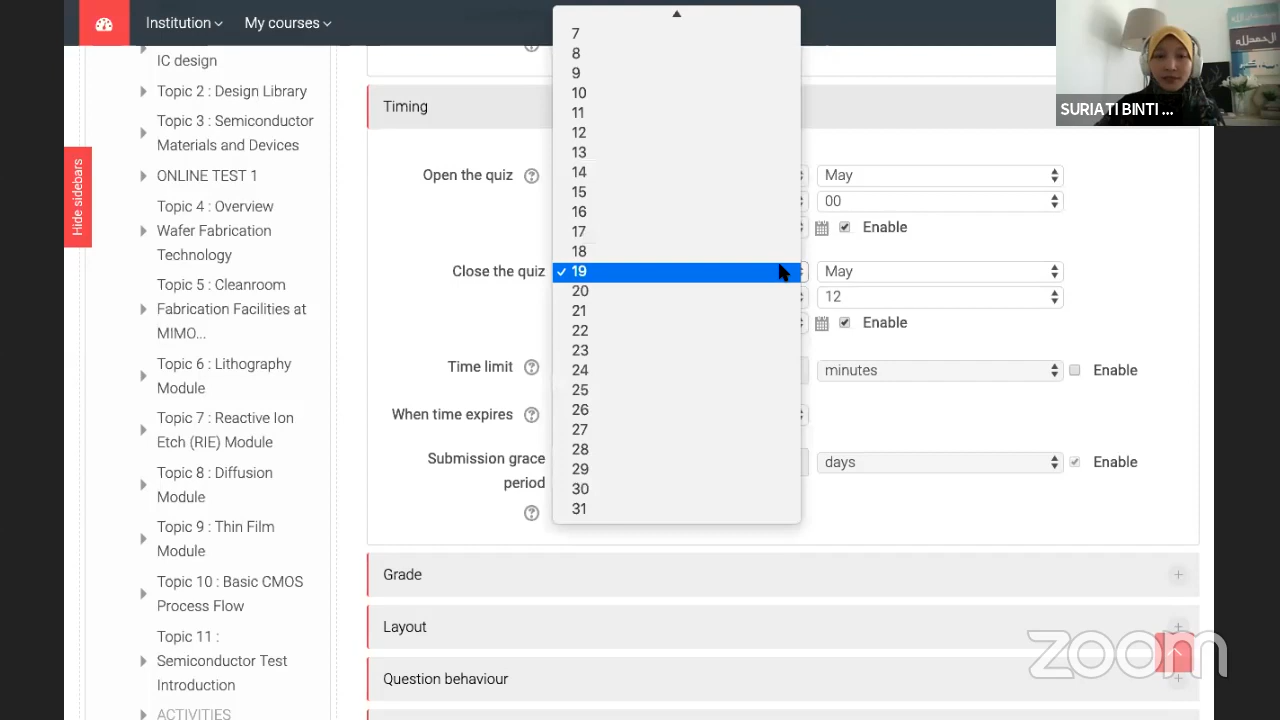 Institution
My courses
SURIATI BINTI ...
IC design
Topic 2 : Design Library
Topic 3 : Semiconductor
Materials and Devices
ONLINE TEST 1
Topic 4 : Overview
Wafer Fabrication
Technology
Topic 5 : Cleanroom
Fabrication Facilities at
MIMO...
Topic 6 : Lithography
Module
Topic 7 : Reactive Ion
Etch (RIE) Module
Topic 8 : Diffusion
Module
Topic 9 : Thin Film
Module
Topic 10 : Basic CMOS
Process Flow
Topic 11 :
Semiconductor Test
Introduction
ACTIVITIES
Hide sidebars
Timing
Open the quiz
May
00
Enable
Close the quiz
May
12
Enable
Time limit
minutes
Enable
When time expires
Submission grace
period
days
Enable
7
8
9
10
11
12
13
14
15
16
17
18
19
20
21
22
23
24
25
26
27
28
29
30
31
Grade
Layout
Question behaviour
zoom